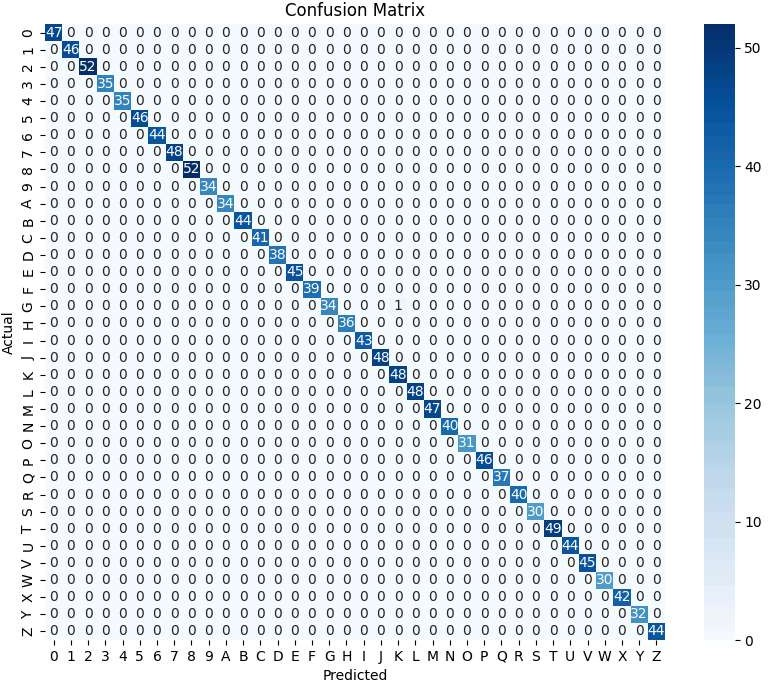 Confusion Matrix
0 47 0 0 0 0 0 0 0 0 0 0 0 0 0 0 0 0 0 0 0 0 0 0 0 0 0 0 0 0 0 0 0 0 0 0 0
1 0 46 0 0 0 0 0 0 0 0 0 0 0 0 0 0 0 0 0 0 0 0 0 0 0 0 0 0 0 0 0 0 0 0 0 0
2 0 0 52 0 0 0 0 0 0 0 0 0 0 0 0 0 0 0 0 0 0 0 0 0 0 0 0 0 0 0 0 0 0 0 0 0
3 0 0 0 35 0 0 0 0 0 0 0 0 0 0 0 0 0 0 0 0 0 0 0 0 0 0 0 0 0 0 0 0 0 0 0 0
4 0 0 0 0 35 0 0 0 0 0 0 0 0 0 0 0 0 0 0 0 0 0 0 0 0 0 0 0 0 0 0 0 0 0 0 0
5 0 0 0 0 0 46 0 0 0 0 0 0 0 0 0 0 0 0 0 0 0 0 0 0 0 0 0 0 0 0 0 0 0 0 0 0
6 0 0 0 0 0 0 44 0 0 0 0 0 0 0 0 0 0 0 0 0 0 0 0 0 0 0 0 0 0 0 0 0 0 0 0 0
7 0 0 0 0 0 0 0 48 0 0 0 0 0 0 0 0 0 0 0 0 0 0 0 0 0 0 0 0 0 0 0 0 0 0 0 0
8 0 0 0 0 0 0 0 0 52 0 0 0 0 0 0 0 0 0 0 0 0 0 0 0 0 0 0 0 0 0 0 0 0 0 0 0
9 0 0 0 0 0 0 0 0 0 34 0 0 0 0 0 0 0 0 0 0 0 0 0 0 0 0 0 0 0 0 0 0 0 0 0 0
A 0 0 0 0 0 0 0 0 0 0 34 0 0 0 0 0 0 0 0 0 0 0 0 0 0 0 0 0 0 0 0 0 0 0 0 0
B 0 0 0 0 0 0 0 0 0 0 0 44 0 0 0 0 0 0 0 0 0 0 0 0 0 0 0 0 0 0 0 0 0 0 0 0
C 0 0 0 0 0 0 0 0 0 0 0 0 41 0 0 0 0 0 0 0 0 0 0 0 0 0 0 0 0 0 0 0 0 0 0 0
D 0 0 0 0 0 0 0 0 0 0 0 0 0 38 0 0 0 0 0 0 0 0 0 0 0 0 0 0 0 0 0 0 0 0 0 0
E 0 0 0 0 0 0 0 0 0 0 0 0 0 0 45 0 0 0 0 0 0 0 0 0 0 0 0 0 0 0 0 0 0 0 0 0
F 0 0 0 0 0 0 0 0 0 0 0 0 0 0 0 39 0 0 0 0 0 0 0 0 0 0 0 0 0 0 0 0 0 0 0 0
G 0 0 0 0 0 0 0 0 0 0 0 0 0 0 0 0 34 0 0 0 1 0 0 0 0 0 0 0 0 0 0 0 0 0 0 0
H 0 0 0 0 0 0 0 0 0 0 0 0 0 0 0 0 0 36 0 0 0 0 0 0 0 0 0 0 0 0 0 0 0 0 0 0
I 0 0 0 0 0 0 0 0 0 0 0 0 0 0 0 0 0 0 43 0 0 0 0 0 0 0 0 0 0 0 0 0 0 0 0 0
J 0 0 0 0 0 0 0 0 0 0 0 0 0 0 0 0 0 0 0 48 0 0 0 0 0 0 0 0 0 0 0 0 0 0 0 0
K 0 0 0 0 0 0 0 0 0 0 0 0 0 0 0 0 0 0 0 0 48 0 0 0 0 0 0 0 0 0 0 0 0 0 0 0
L 0 0 0 0 0 0 0 0 0 0 0 0 0 0 0 0 0 0 0 0 0 48 0 0 0 0 0 0 0 0 0 0 0 0 0 0
M 0 0 0 0 0 0 0 0 0 0 0 0 0 0 0 0 0 0 0 0 0 0 47 0 0 0 0 0 0 0 0 0 0 0 0 0
N 0 0 0 0 0 0 0 0 0 0 0 0 0 0 0 0 0 0 0 0 0 0 0 40 0 0 0 0 0 0 0 0 0 0 0 0
O 0 0 0 0 0 0 0 0 0 0 0 0 0 0 0 0 0 0 0 0 0 0 0 0 31 0 0 0 0 0 0 0 0 0 0 0
P 0 0 0 0 0 0 0 0 0 0 0 0 0 0 0 0 0 0 0 0 0 0 0 0 0 46 0 0 0 0 0 0 0 0 0 0
Q 0 0 0 0 0 0 0 0 0 0 0 0 0 0 0 0 0 0 0 0 0 0 0 0 0 0 37 0 0 0 0 0 0 0 0 0
R 0 0 0 0 0 0 0 0 0 0 0 0 0 0 0 0 0 0 0 0 0 0 0 0 0 0 0 40 0 0 0 0 0 0 0 0
S 0 0 0 0 0 0 0 0 0 0 0 0 0 0 0 0 0 0 0 0 0 0 0 0 0 0 0 0 30 0 0 0 0 0 0 0
T 0 0 0 0 0 0 0 0 0 0 0 0 0 0 0 0 0 0 0 0 0 0 0 0 0 0 0 0 0 49 0 0 0 0 0 0
U 0 0 0 0 0 0 0 0 0 0 0 0 0 0 0 0 0 0 0 0 0 0 0 0 0 0 0 0 0 0 44 0 0 0 0 0
V 0 0 0 0 0 0 0 0 0 0 0 0 0 0 0 0 0 0 0 0 0 0 0 0 0 0 0 0 0 0 0 45 0 0 0 0
W 0 0 0 0 0 0 0 0 0 0 0 0 0 0 0 0 0 0 0 0 0 0 0 0 0 0 0 0 0 0 0 0 30 0 0 0
X 0 0 0 0 0 0 0 0 0 0 0 0 0 0 0 0 0 0 0 0 0 0 0 0 0 0 0 0 0 0 0 0 0 42 0 0
Y 0 0 0 0 0 0 0 0 0 0 0 0 0 0 0 0 0 0 0 0 0 0 0 0 0 0 0 0 0 0 0 0 0 0 32 0
Z 0 0 0 0 0 0 0 0 0 0 0 0 0 0 0 0 0 0 0 0 0 0 0 0 0 0 0 0 0 0 0 0 0 0 0 44
0 1 2 3 4 5 6 7 8 9 A B C D E F G H I J K L M N O P Q R S T U V W X Y Z
Predicted
Actual
50
40
30
20
10
0